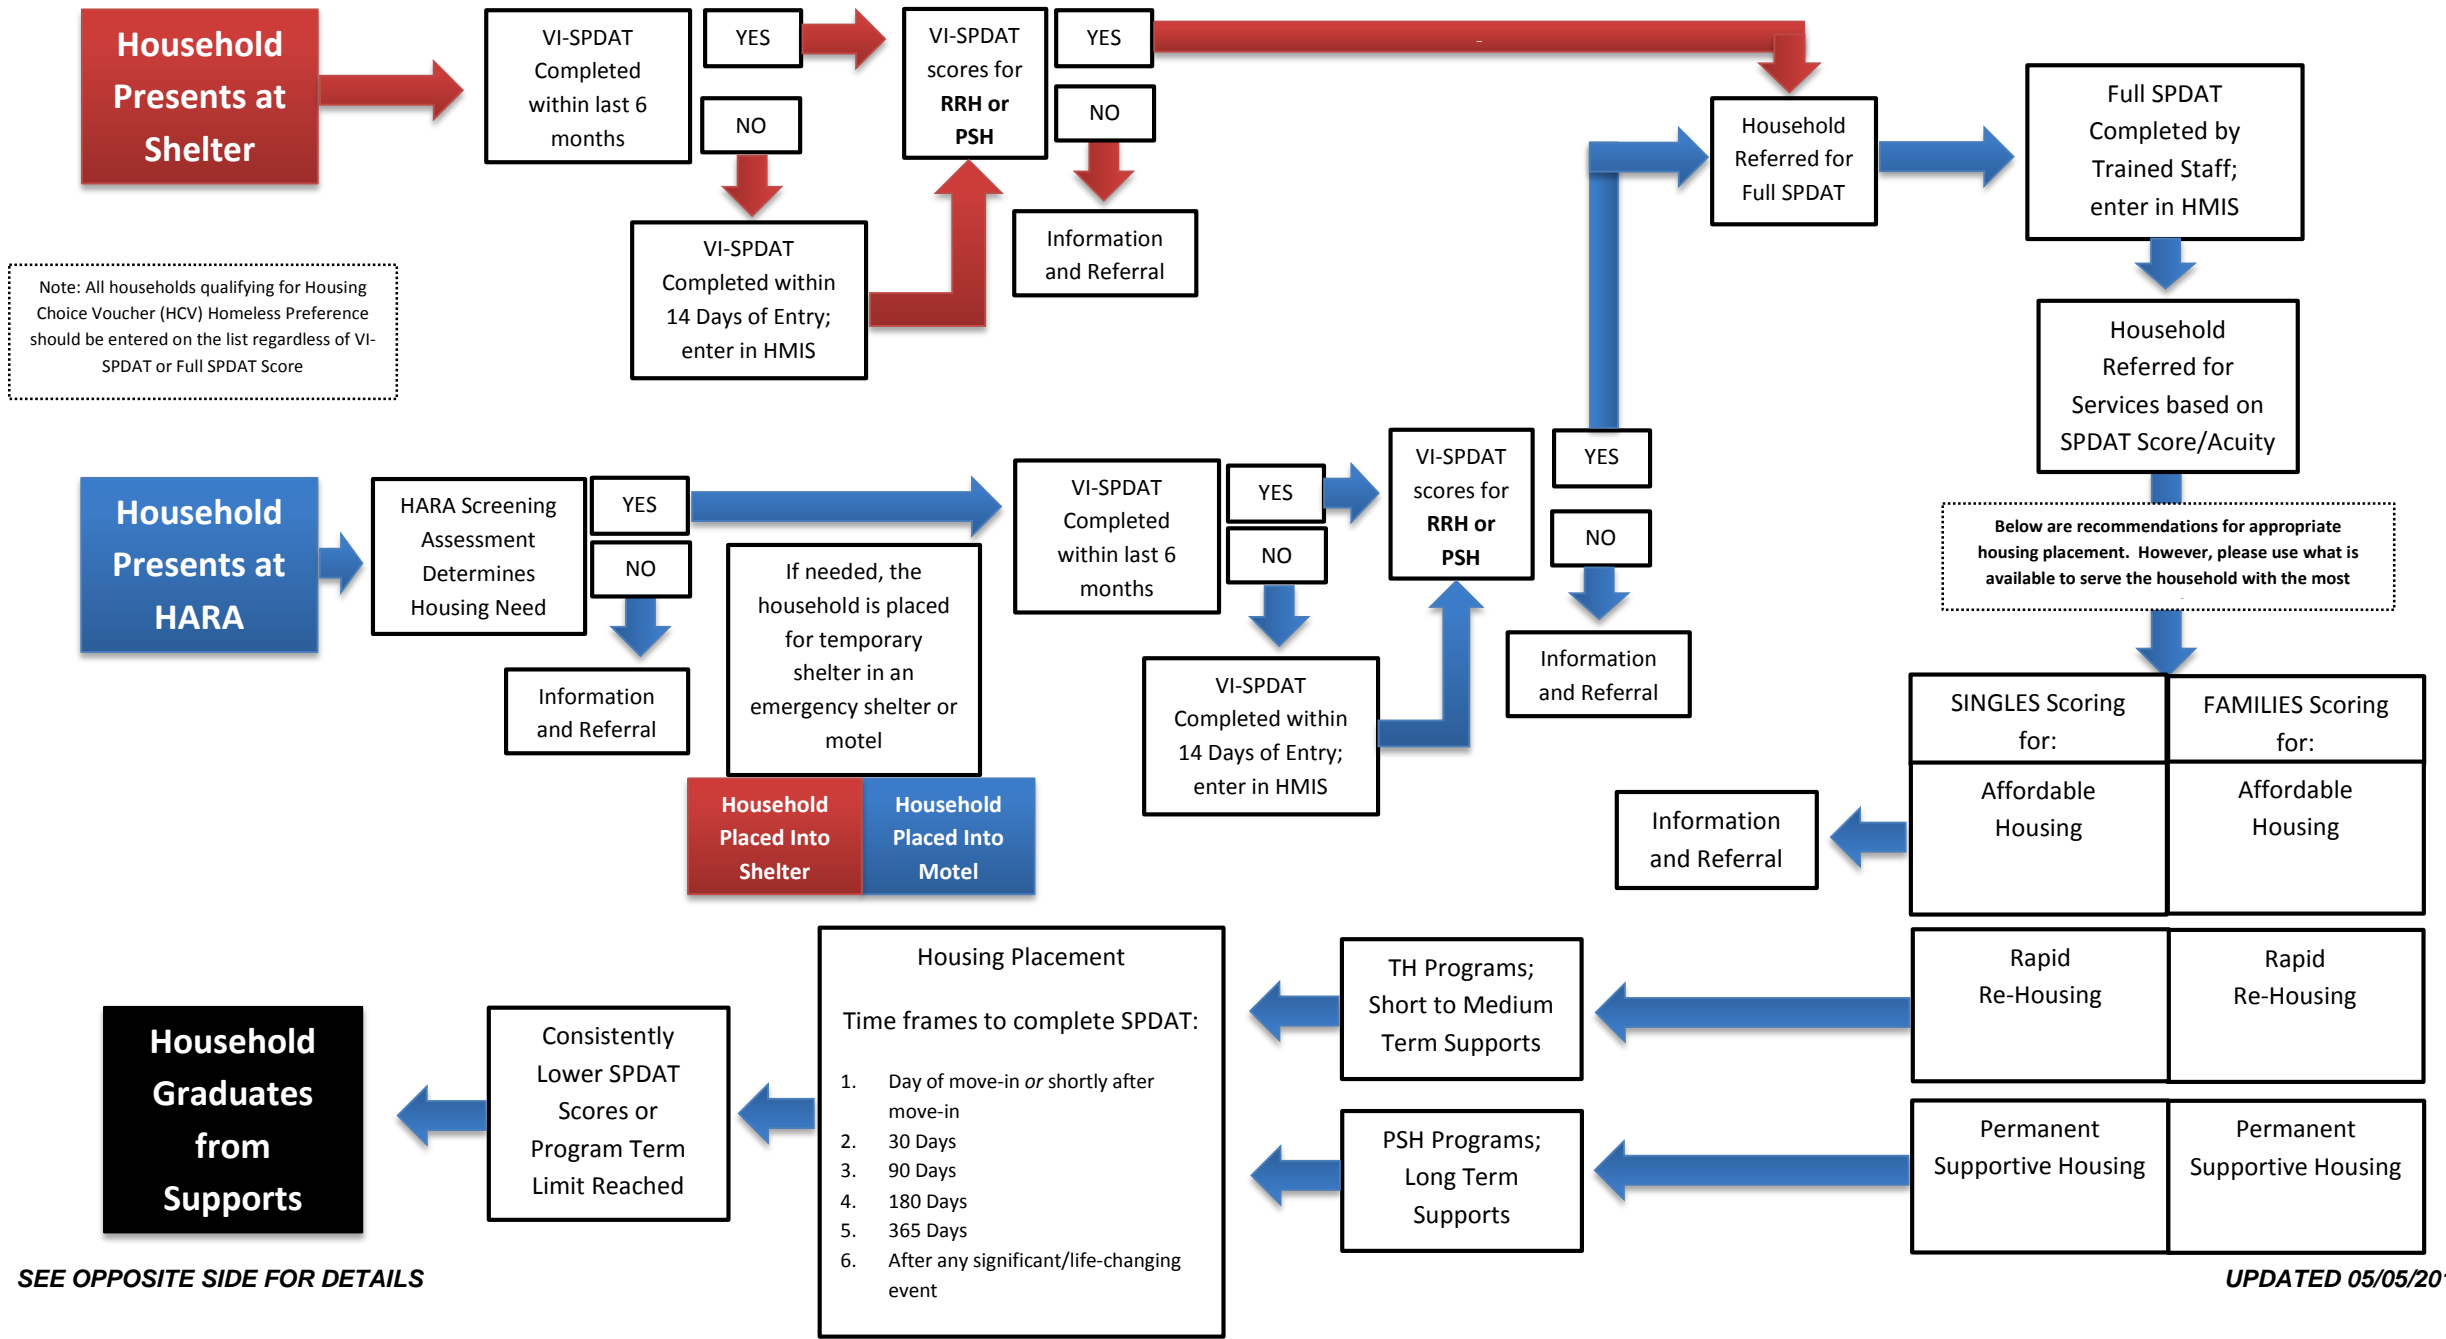 Household
Presents at
Shelter
VI-SPDAT
Completed
within last 6
months
YES
NO
VI-SPDAT
scores for
RRH or
PSH
YES
NO
VI-SPDAT
Completed within
14 Days of Entry;
enter in HMIS
Information
and Referral
Household
Referred for
Full SPDAT
Full SPDAT
Completed by
Trained Staff;
enter in HMIS
Note: All households qualifying for Housing
Choice Voucher (HCV) Homeless Preference
should be entered on the list regardless of VI-
SPDAT or Full SPDAT Score
Household
Referred for
Services based on
SPDAT Score/Acuity
Household
Presents at
HARA
HARA Screening
Assessment
Determines
Housing Need
YES
NO
Information
and Referral
If needed, the
household is placed
for temporary
shelter in an
emergency shelter or
motel
Household
Placed Into
Shelter
Household
Placed Into
Motel
VI-SPDAT
Completed
within last 6
months
YES
NO
VI-SPDAT
Completed within
14 Days of Entry;
enter in HMIS
VI-SPDAT
scores for
RRH or
PSH
YES
NO
Information
and Referral
Below are recommendations for appropriate
housing placement.  However, please use what is
available to serve the household with the most
SINGLES Scoring
for:
FAMILIES Scoring
for:
Affordable
Housing
Affordable
Housing
Information
and Referral
Rapid
Re-Housing
Rapid
Re-Housing
TH Programs;
Short to Medium
Term Supports
Permanent
Supportive Housing
Permanent
Supportive Housing
PSH Programs;
Long Term
Supports
Housing Placement
Time frames to complete SPDAT:
1. Day of move-in or shortly after
move-in
2. 30 Days
3. 90 Days
4. 180 Days
5. 365 Days
6. After any significant/life-changing
event
Consistently
Lower SPDAT
Scores or
Program Term
Limit Reached
Household
Graduates
from
Supports
SEE OPPOSITE SIDE FOR DETAILS
UPDATED 05/05/201